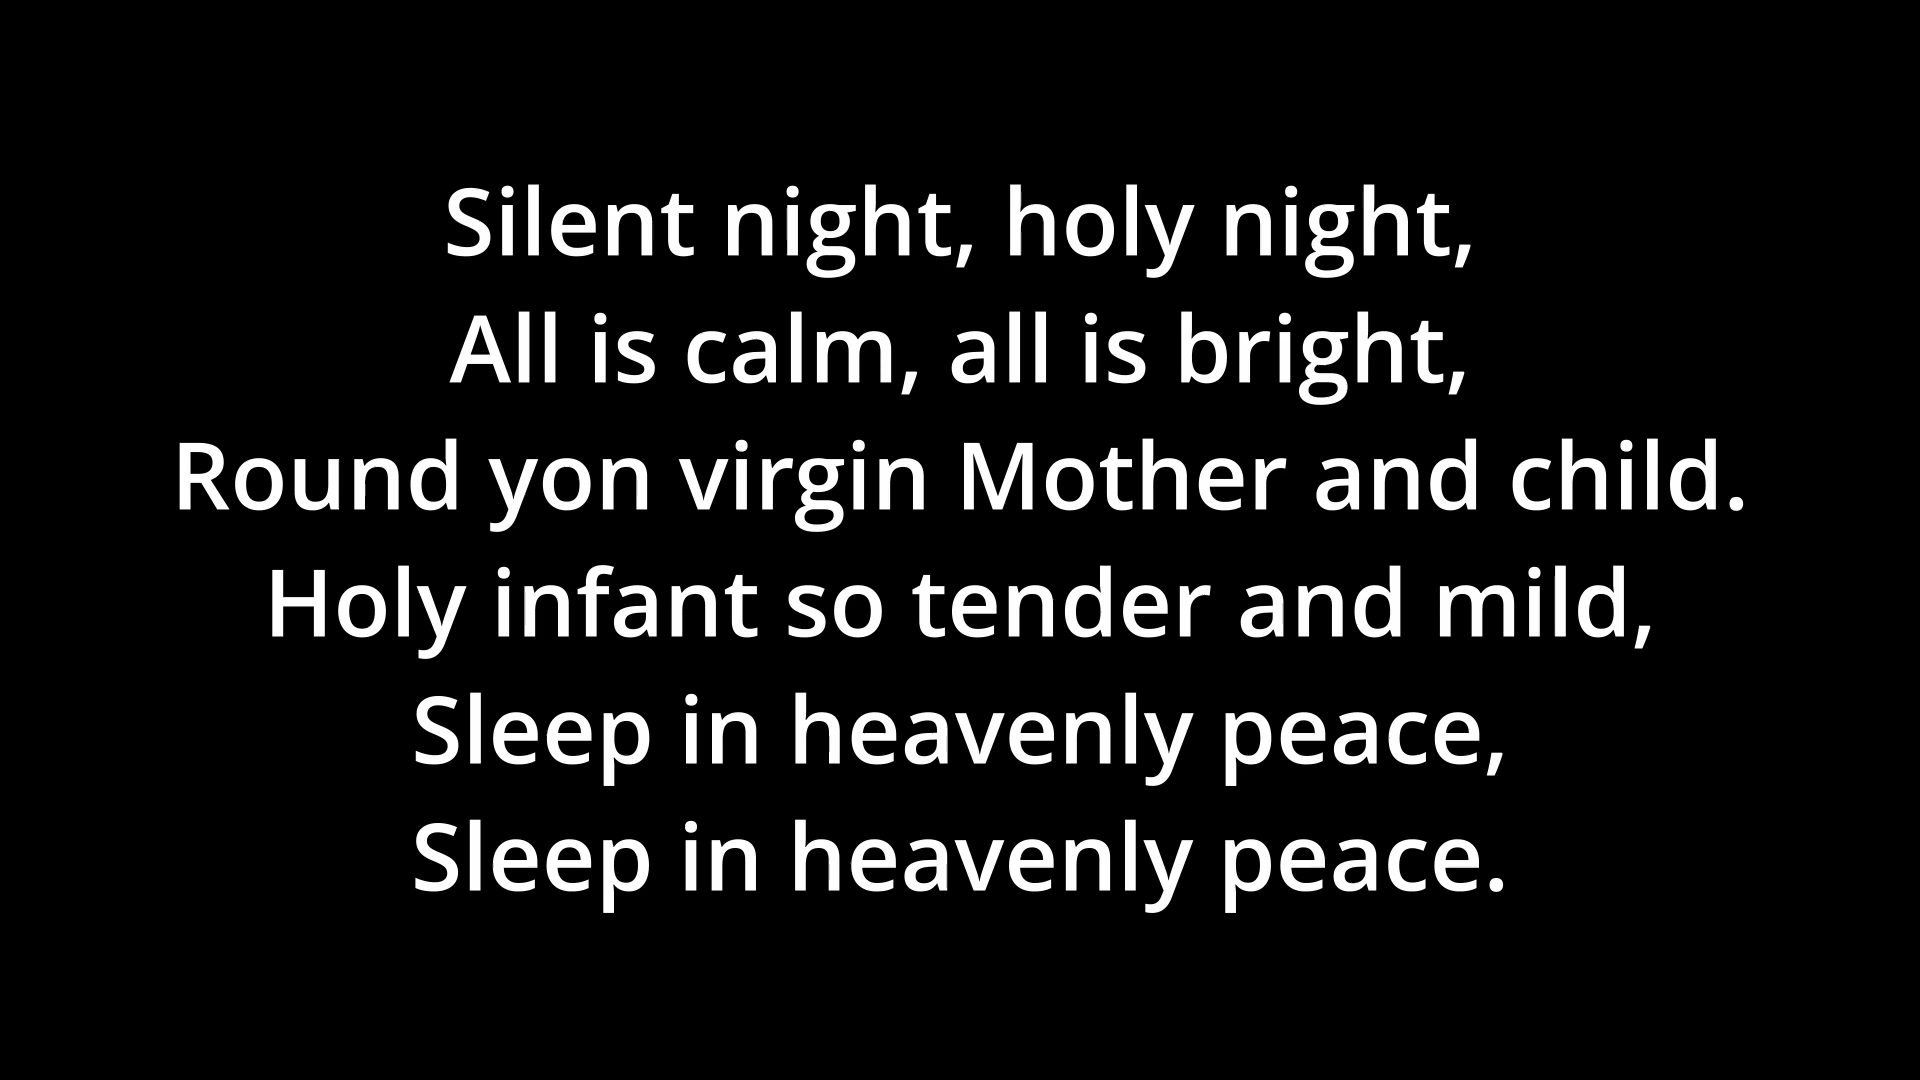 Silent night, holy night,
All is calm, all is bright,
Round yon virgin Mother and child.
Holy infant so tender and mild,
Sleep in heavenly peace,
Sleep in heavenly peace.